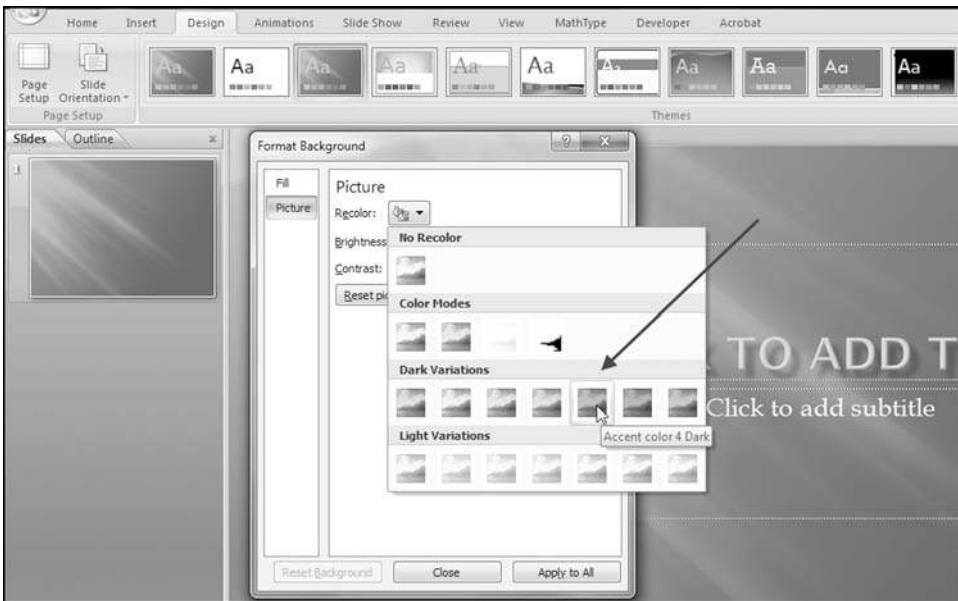 Home Insert Design Animations Slide Show Review View MathType Developer Acrobat
Aa Aa Aa Aa Aa Aa Aa Aa Aa Aa Aa
Page Setup
Slide Orientation
Page Setup
Themes
Slides Outline x
1
Format Background
Fill
Picture
Picture
Recolor:
Brightness
Contrast:
Reset pic
No Recolor
Color Modes
Dark Variations
Accent color 4 Dark
Light Variations
TO ADD T
Click to add subtitle
Reset Background Close Apply to All